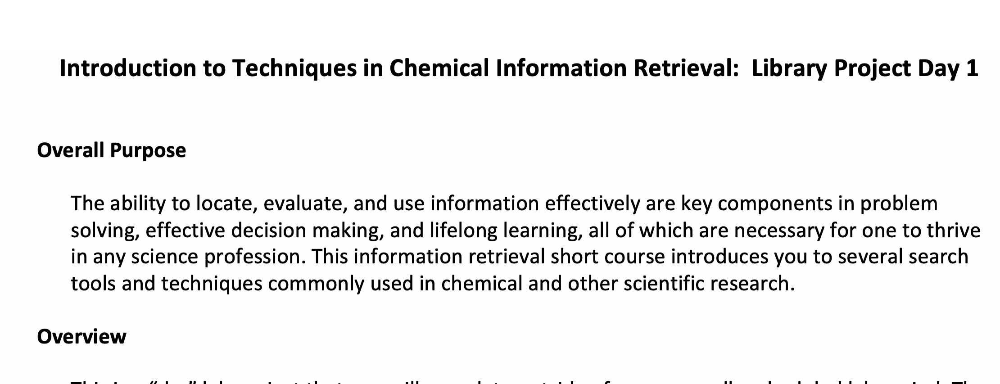 Introduction to Techniques in Chemical Information Retrieval:  Library Project Day 1
Overall Purpose
The ability to locate, evaluate, and use information effectively are key components in problem
solving, effective decision making, and lifelong learning, all of which are necessary for one to thrive
in any science profession. This information retrieval short course introduces you to several search
tools and techniques commonly used in chemical and other scientific research.
Overview